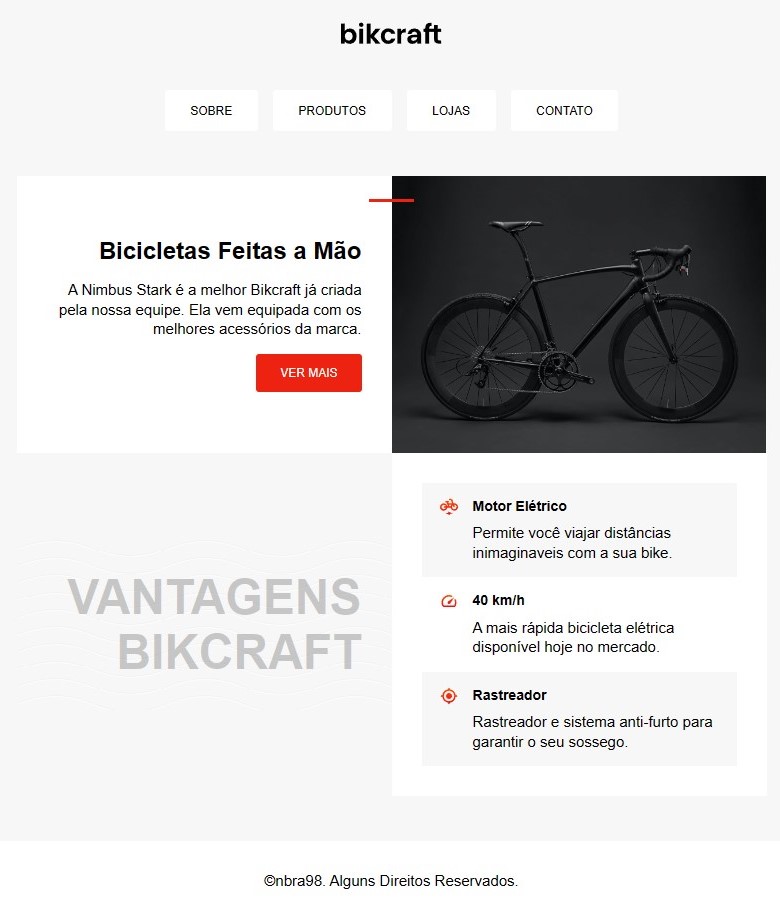 bikcraft
SOBRE
PRODUTOS
LOJAS
CONTATO
Bicicletas Feitas a Mão
A Nimbus Stark é a melhor Bikcraft já criada
pela nossa equipe. Ela vem equipada com os
melhores acessórios da marca.
VER MAIS
VANTAGENS
BIKCRAFT
Motor Elétrico
Permite você viajar distâncias
inimaginaveis com a sua bike.
40 km/h
A mais rápida bicicleta elétrica
disponível hoje no mercado.
Rastreador
Rastreador e sistema anti-furto para
garantir o seu sossego.
©nbra98. Alguns Direitos Reservados.